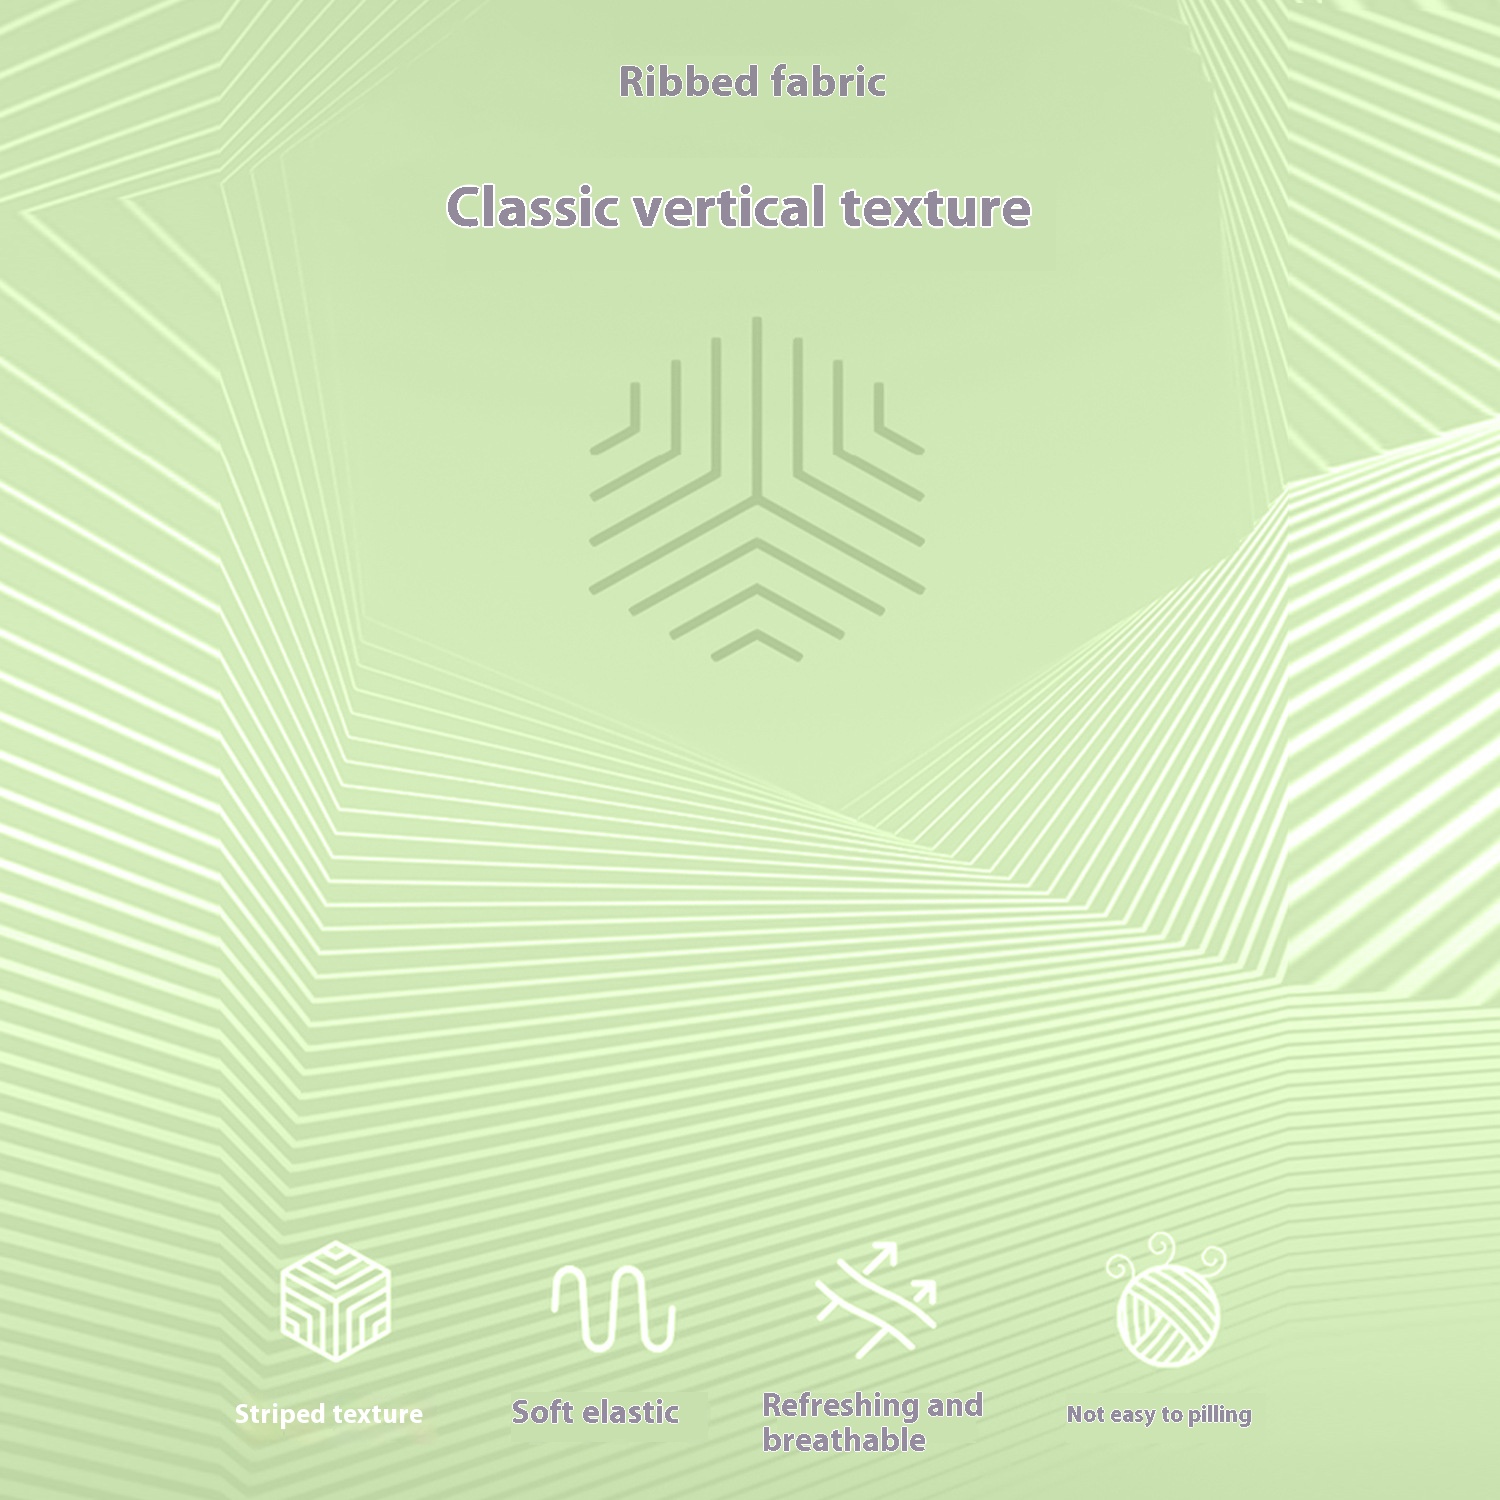 Ribbed fabric
Classic vertical texture
Striped texture
Soft elastic
Refreshing and
breathable
Not easy to pilling